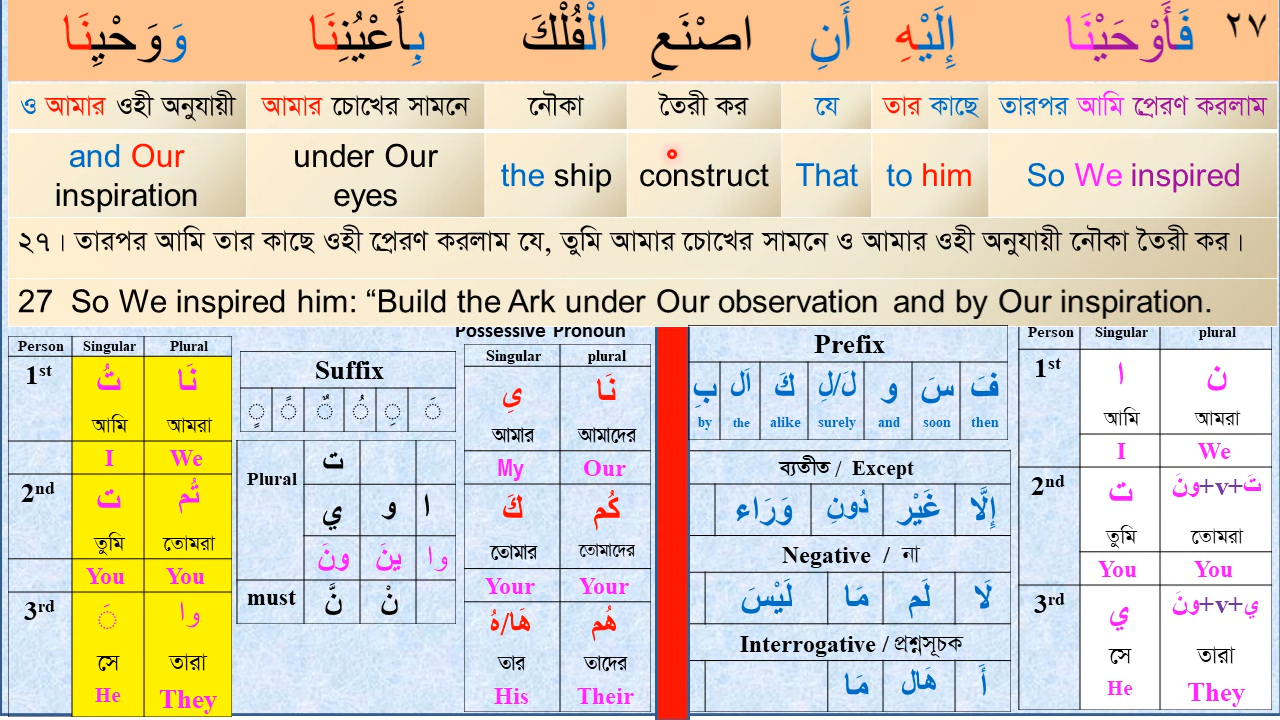 فَأَوْحَيْنَا إِلَيْهِ أَنِ اصْنَعِ الْفُلْكَ بِأَعْيُنِنَا وَوَحْيِنَا ٢٧
ও আমার ওহী অনুযায়ী আমার চোখের সামনে নৌকা তৈরী কর যে তার কাছে তারপর আমি প্রেরণ করলাম
and Our inspiration under Our eyes the ship construct That to him So We inspired
২৭। তারপর আমি তার কাছে ওহী প্রেরণ করলাম যে, তুমি আমার চোখের সামনে ও আমার ওহী অনুযায়ী নৌকা তৈরী কর।
27 So We inspired him: “Build the Ark under Our observation and by Our inspiration.
Person Singular Plural
1st تُ نَا
আমি আমরা
I We
2nd ت تُم
তুমি তোমরা
You You
3rd َ وا
সে তারা
He They
Suffix
ٍ ً ٌ ُ ِ َ
Plural ت
ي و ا
ونَ ينَ وا
must نَّ نْ
Possessive Pronoun
Singular plural
يِ نَا
আমার আমাদের
My Our
كَ كُم
তোমার তোমাদের
Your Your
هَا/هُ هُم
তার তাদের
His Their
Prefix
بِ اَل كَ لَ/لِ و سَ فَ
by the alike surely and soon then
ব্যতীত / Except
وَرَاء دُونِ غَيْر إِلَّا
Negative / না
لَيْسَ مَا لَم لَا
Interrogative / প্রশ্নসূচক
مَا هَال أَ
Person Singular plural
1st ا ن
আমি আমরা
I We
2nd ت تَ+v+ونَ
তুমি তোমরা
You You
3rd ي ي+v+ونَ
সে তারা
He They